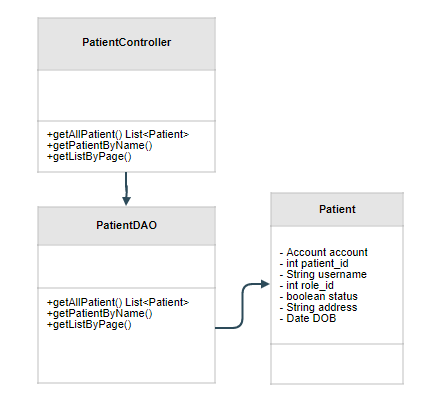 PatientController
+getAllPatient() List<Patient>
+getPatientByName()
+getListByPage()
PatientDAO
+getAllPatient() List<Patient>
+getPatientByName()
+getListByPage()
Patient
- Account account
- int patient_id
- String username
- int role_id
- boolean status
- String address
- Date DOB